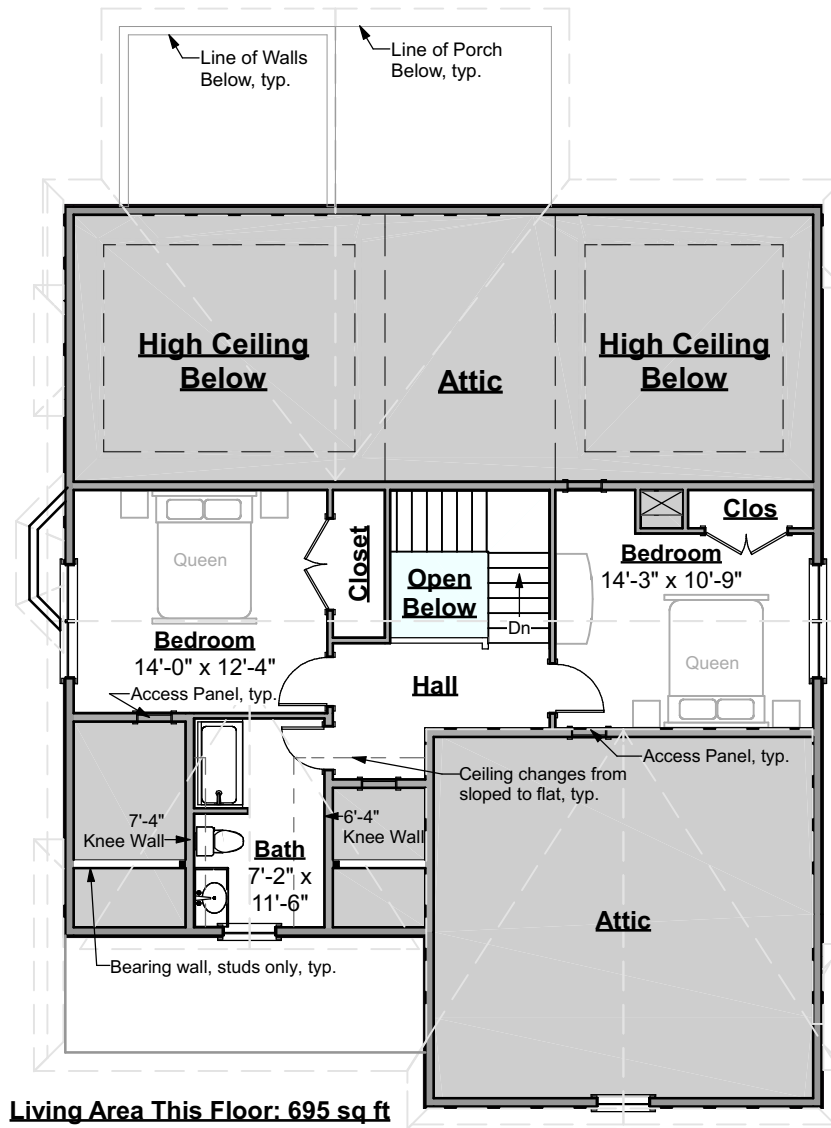 Line of Walls
Below, typ.
Line of Porch
Below, typ.
High Ceiling
Below
Attic
High Ceiling
Below
Queen
Closet
Open
Below
Dn
Clos
Bedroom
14'-3" x 10'-9"
Queen
Bedroom
14'-0" x 12'-4"
Access Panel, typ.
Hall
Access Panel, typ.
Ceiling changes from
sloped to flat, typ.
7'-4"
Knee Wall
6'-4"
Knee Wall
Bath
7'-2" x
11'-6"
Attic
Bearing wall, studs only, typ.
Living Area This Floor: 695 sq ft